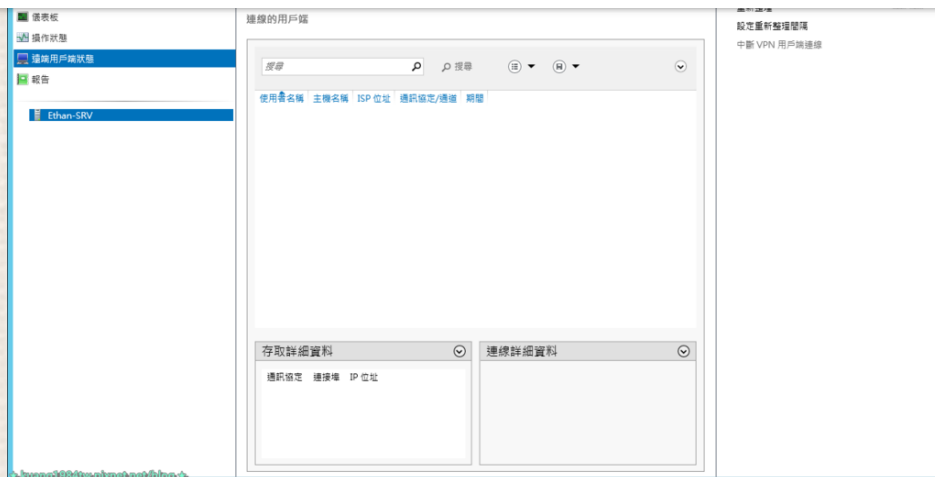 儀表板
操作狀態
遠端用戶端狀態
報告
Ethan-SRV
連線的用戶端
搜尋
搜尋
使用者名稱 主機名稱 ISP 位址 通訊協定/通道 期間
存取詳細資料
通訊協定 連接埠 IP 位址
連線詳細資料
重新整理
設定重新整理間隔
中斷 VPN 用戶端連線